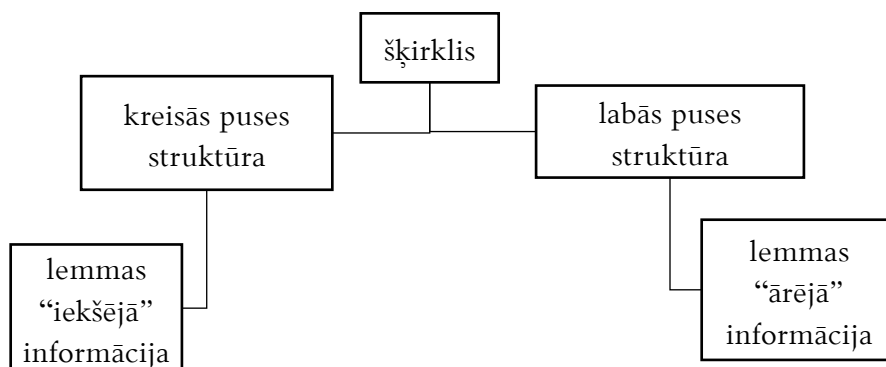 šķirklis
kreisās puses
struktūra
labās puses
struktūra
lemmas
“iekšējā”
informācija
lemmas
“ārējā”
informācija